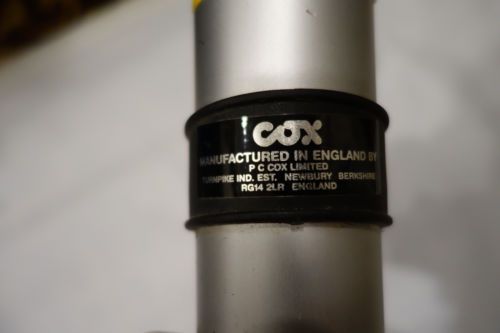 COX
MANUFACTURED IN ENGLAND BY
P C COX LIMITED
TURNPIKE IND. EST. NEWBURY BERKSHIRE
RG14 2LR ENGLAND